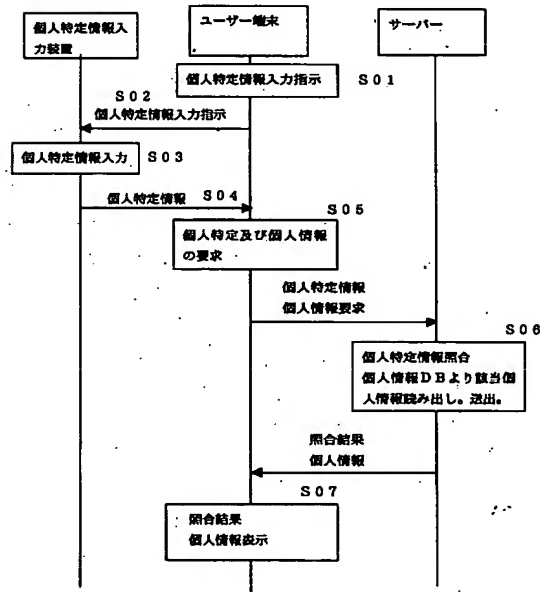 個人特定情報入
力装置
ユーザー端末
サーバー
個人特定情報入力指示
S01
S02
個人特定情報入力指示
個人特定情報入力
S03
個人特定情報
S04
S05
個人特定及び個人情報
の要求
個人特定情報
個人情報要求
S06
個人特定情報照合
個人情報DBより該当個
人情報読み出し。送出。
照合結果
個人情報
S07
照合結果
個人情報表示